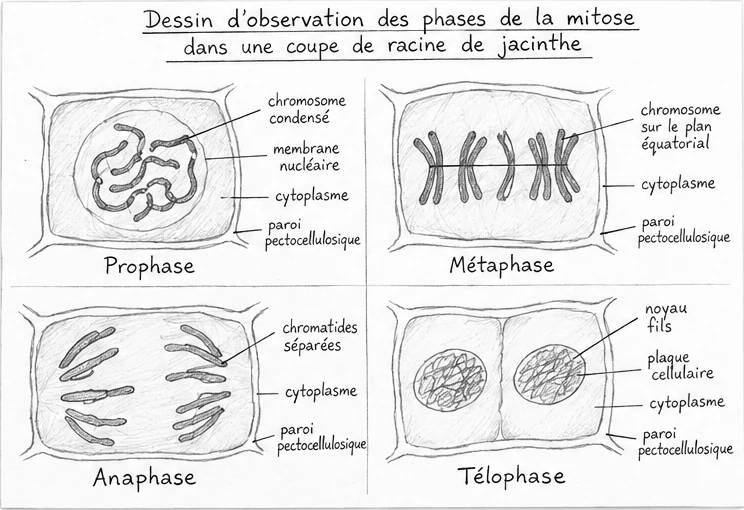 Dessin d'observation des phases de la mitose
dans une coupe de racine de jacinthe
chromosome
condensé
membrane
nucléaire
cytoplasme
paroi
pectocellulosique
Prophase
chromosome
sur le plan
équatorial
cytoplasme
paroi
pectocellulosique
Métaphase
chromatides
séparées
cytoplasme
paroi
pectocellulosique
Anaphase
noyau
fils
plaque
cellulaire
cytoplasme
paroi
pectocellulosique
Télophase